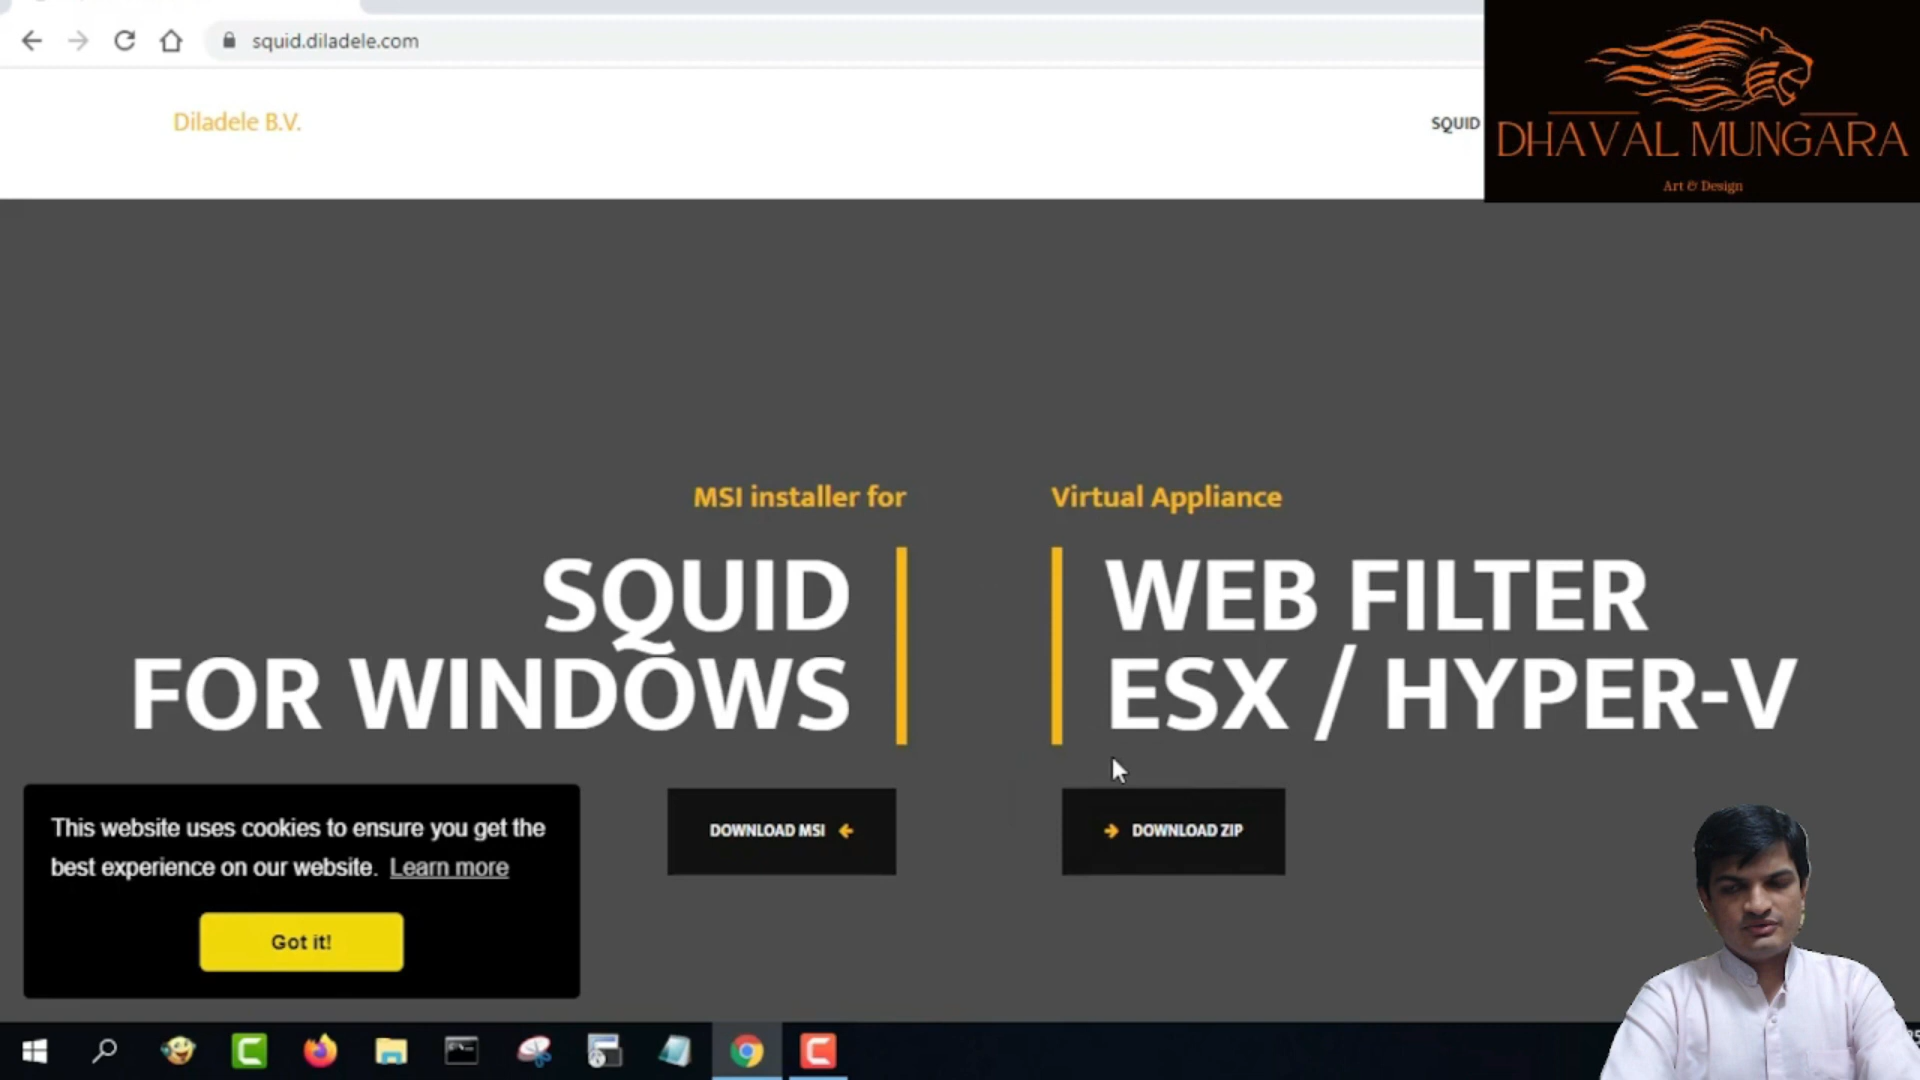 squid.diladele.com
Diladele B.V.
SQUID
DHAVAL MUNGARA
Art & Design
MSI installer for
SQUID
FOR WINDOWS
DOWNLOAD MSI
Virtual Appliance
WEB FILTER
ESX / HYPER-V
DOWNLOAD ZIP
This website uses cookies to ensure you get the
best experience on our website. Learn more
Got it!